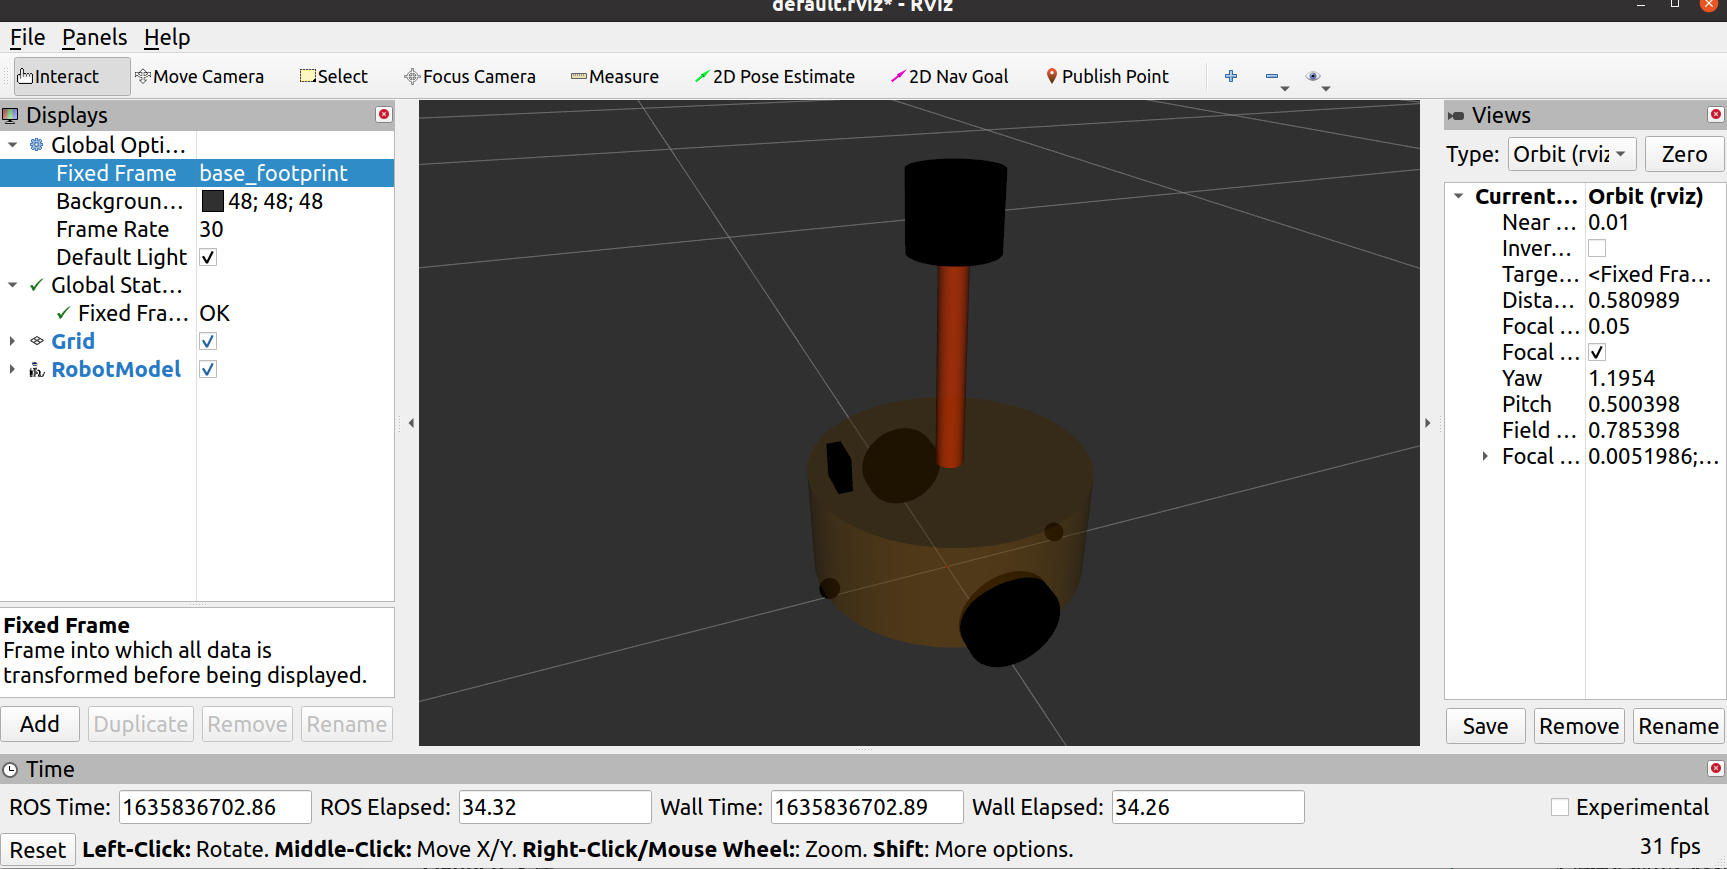 default.rviz* - RViz
File Panels Help
Interact Move Camera Select Focus Camera Measure 2D Pose Estimate 2D Nav Goal Publish Point
Displays
Global Opti...
Fixed Frame base_footprint
Backgroun... 48; 48; 48
Frame Rate 30
Default Light
Global Stat...
Fixed Fra... OK
Grid
RobotModel
Fixed Frame
Frame into which all data is
transformed before being displayed.
Add Duplicate Remove Rename
Views
Type: Orbit (rviz Zero
Current... Orbit (rviz)
Near ... 0.01
Inver...
Targe... <Fixed Fra...
Dista... 0.580989
Focal ... 0.05
Focal ...
Yaw 1.1954
Pitch 0.500398
Field ... 0.785398
Focal ... 0.0051986;...
Save Remove Rename
Time
ROS Time: 1635836702.86 ROS Elapsed: 34.32 Wall Time: 1635836702.89 Wall Elapsed: 34.26 Experimental
Reset Left-Click: Rotate. Middle-Click: Move X/Y. Right-Click/Mouse Wheel:: Zoom. Shift: More options. 31 fps